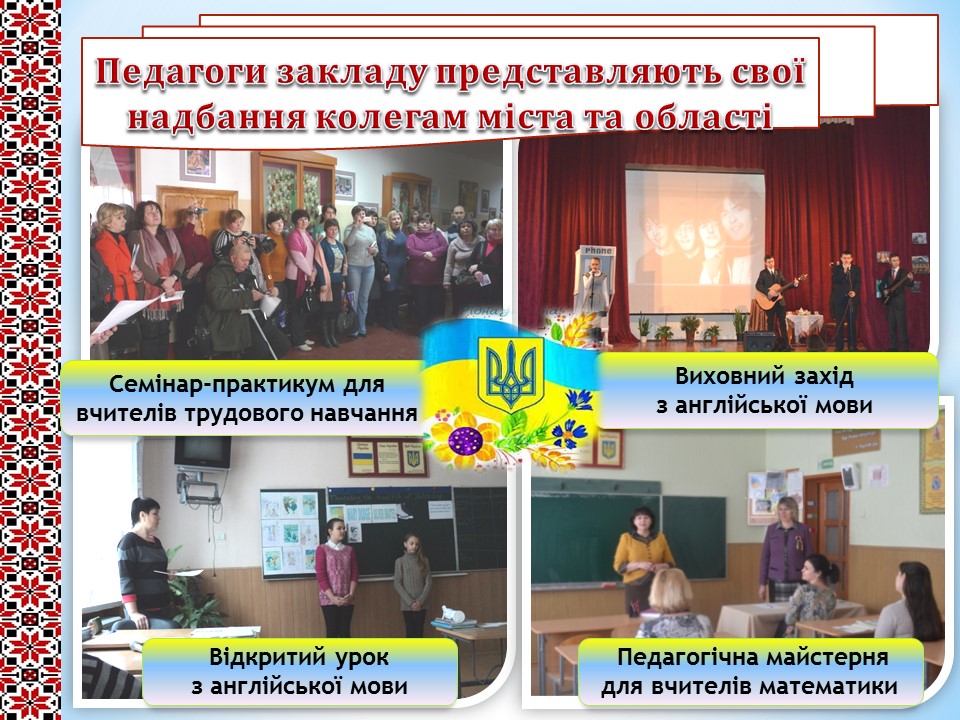 Педагоги закладу представляють свої
надбання колегам міста та області
Phone
Семінар-практикум для
вчителів трудового навчання
Виховний захід
з англійської мови
Відкритий урок
з англійської мови
Педагогічна майстерня
для вчителів математики